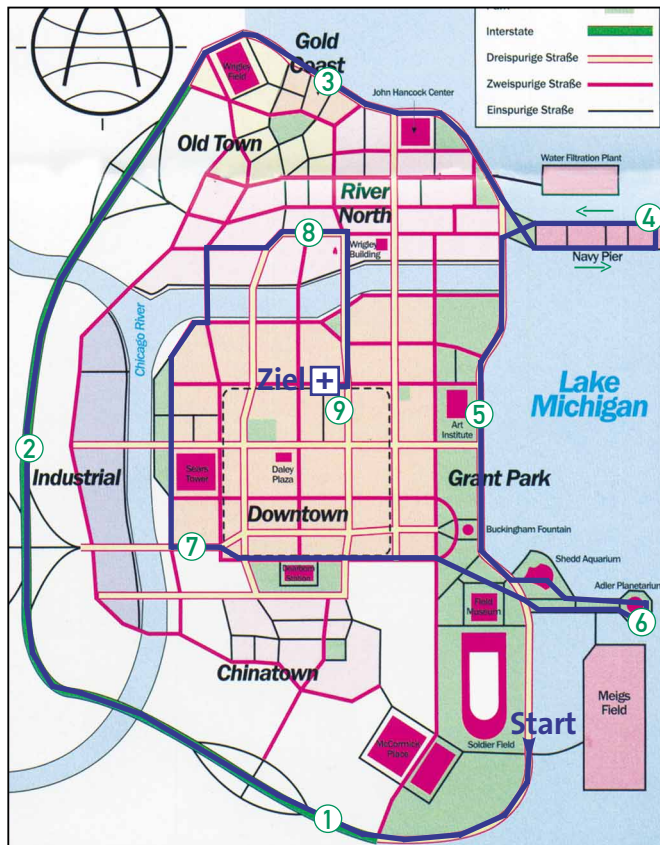 Park
Interstate
Dreispurige Straße
Zweispurige Straße
Einspurige Straße
Gold
Coast
3
Wrigley
Field
John Hancock Center
Old Town
Water Filtration Plant
River
North
4
8
Wrigley
Building
Navy Pier
Chicago River
Ziel
9
Lake
Michigan
5
Art
Institute
2
Industrial
Sears
Tower
Daley
Plaza
Grant Park
Downtown
Buckingham Fountain
7
Shedd Aquarium
Dearborn
Station
Adler Planetarium
Field
Museum
6
Chinatown
Meigs
Field
Start
McCormick
Place
Soldier Field
1